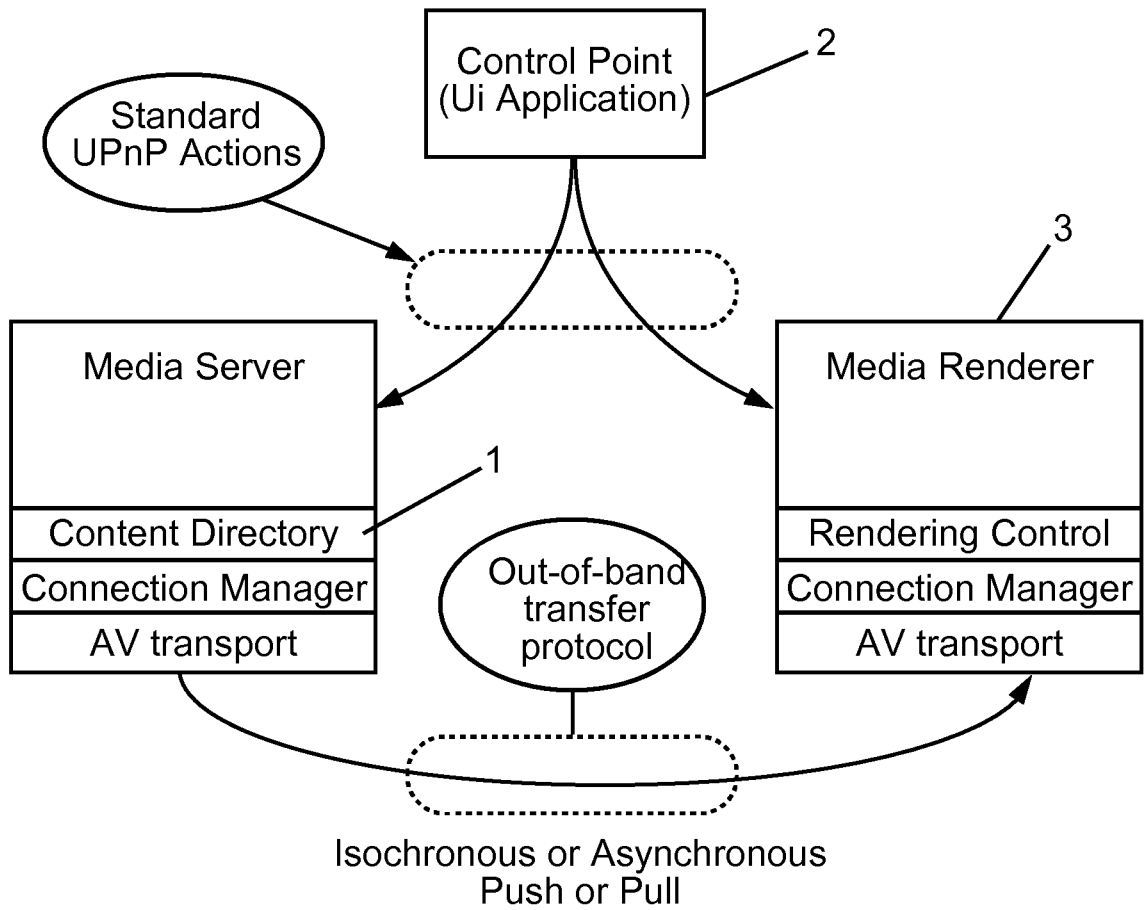 Control Point
(Ui Application)
2
Standard
UPnP Actions
3
Media Server
Media Renderer
1
Content Directory
Connection Manager
AV transport
Out-of-band
transfer
protocol
Rendering Control
Connection Manager
AV transport
Isochronous or Asynchronous
Push or Pull